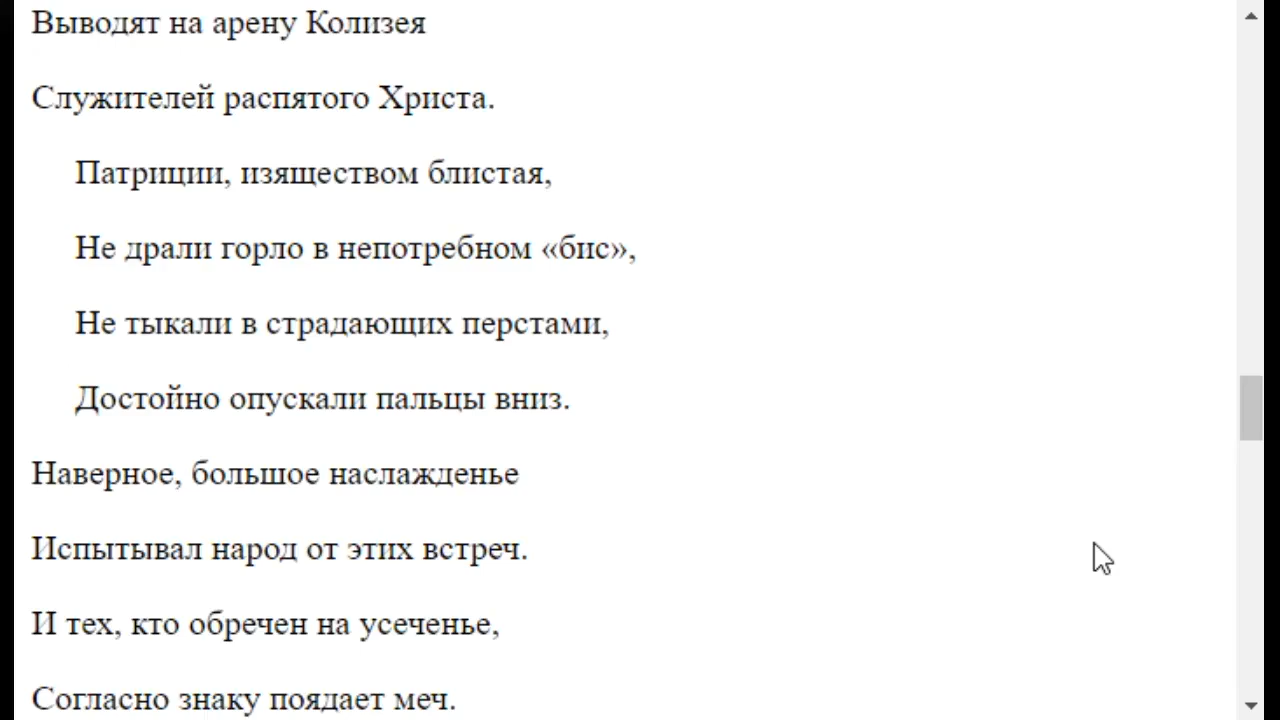 Выводят на арену Колизея
Служителей распятого Христа.
Патриции, изяществом блистая,
Не драли горло в непотребном «бис»,
Не тыкали в страдающих перстами,
Достойно опускали пальцы вниз.
Наверное, большое наслажденье
Испытывал народ от этих встреч.
И тех, кто обречен на усеченье,
Согласно знаку поядает меч.